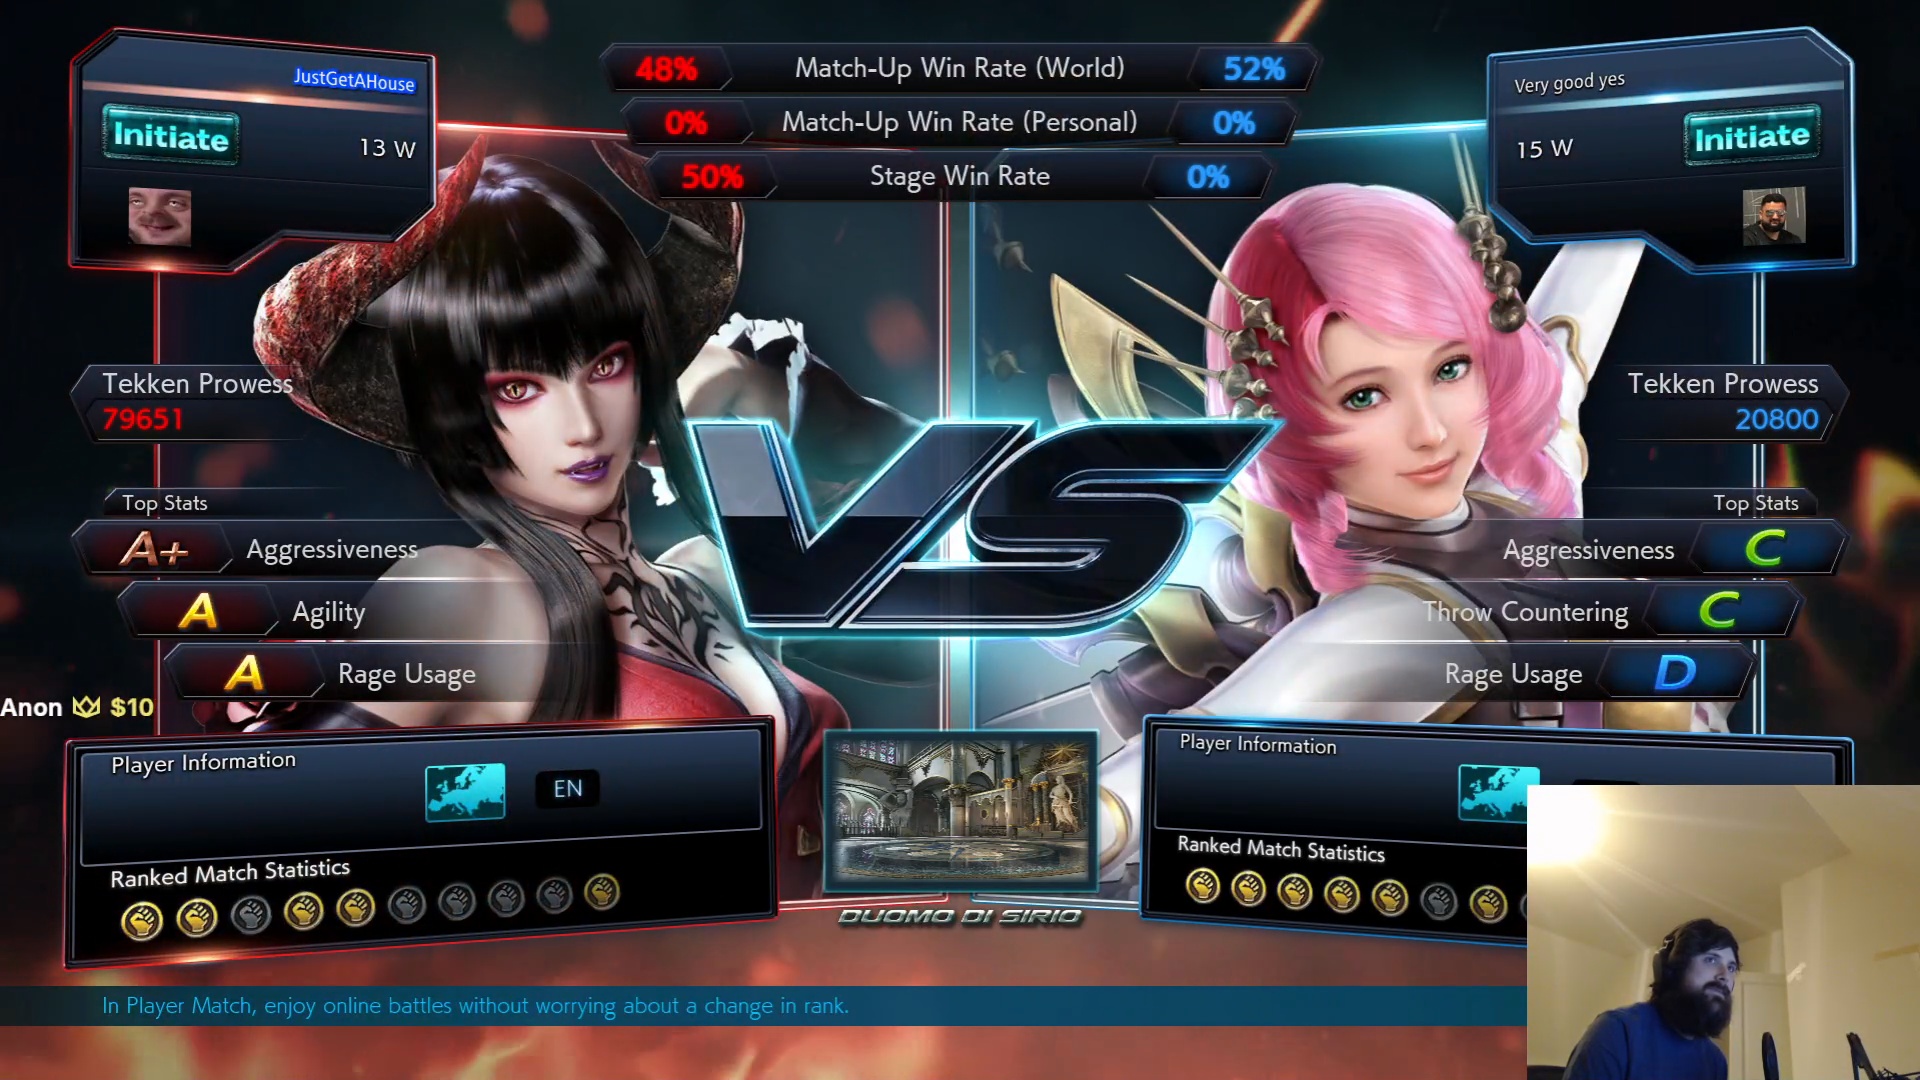 JustGetAHouse
Initiate
13 W
48% Match-Up Win Rate (World) 52%
0% Match-Up Win Rate (Personal) 0%
50% Stage Win Rate 0%
Very good yes
15 W
Initiate
Tekken Prowess
79651
Tekken Prowess
20800
VS
Top Stats
A+ Aggressiveness
A Agility
A Rage Usage
Top Stats
Aggressiveness C
Throw Countering C
Rage Usage D
Anon $10
Player Information
EN
Ranked Match Statistics
Player Information
Ranked Match Statistics
DUOMO DI SIRIO
In Player Match, enjoy online battles without worrying about a change in rank.